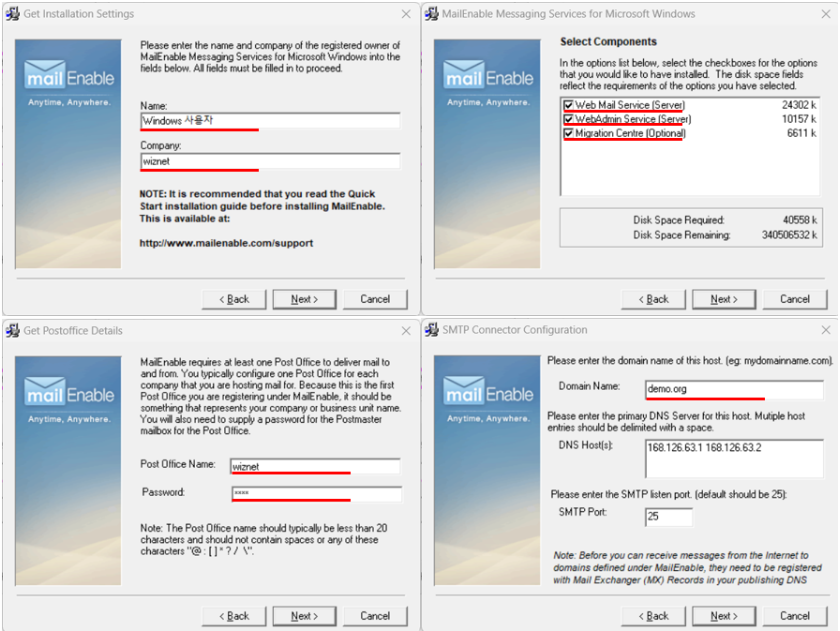 Get Installation Settings
mail Enable
Anytime, Anywhere.
Please enter the name and company of the registered owner of
MailEnable Messaging Services for Microsoft Windows into the
fields below. All fields must be filled in to proceed.
Name:
Windows 사용자
Company:
wiznet
NOTE: It is recommended that you read the Quick
Start installation guide before installing MailEnable.
This is available at:
http://www.mailenable.com/support
< Back
Next >
Cancel
MailEnable Messaging Services for Microsoft Windows
mail Enable
Anytime, Anywhere.
Select Components
In the options list below, select the checkboxes for the options
that you would like to have installed. The disk space fields
reflect the requirements of the options you have selected.
Web Mail Service (Server) 24302 k
WebAdmin Service (Server) 10157 k
Migration Centre (Optional) 6611 k
Disk Space Required: 40558 k
Disk Space Remaining: 340506532 k
< Back
Next >
Cancel
Get Postoffice Details
mail Enable
Anytime, Anywhere.
MailEnable requires at least one Post Office to deliver mail to
and from. You typically configure one Post Office for each
company that you are hosting mail for. Because this is the first
Post Office you are registering under MailEnable, it should be
something that represents your company or business unit name.
You will also need to supply a password for the Postmaster
mailbox for the Post Office.
Post Office Name: wiznet
Password: ****
Note: The Post Office name should typically be less than 20
characters and should not contain spaces or any of these
characters "@ : [ ] * ? / \".
< Back
Next >
Cancel
SMTP Connector Configuration
mail Enable
Anytime, Anywhere.
Please enter the domain name of this host. (eg: mydomainname.com).
Domain Name: demo.org
Please enter the primary DNS Server for this host. Mutiple host
entries should be delimited with a space.
DNS Host(s): 168.126.63.1 168.126.63.2
Please enter the SMTP listen port. (default should be 25):
SMTP Port: 25
Note: Before you can receive messages from the Internet to
domains defined under MailEnable, they need to be registered
with Mail Exchanger (MX) Records in your publishing DNS
< Back
Next >
Cancel